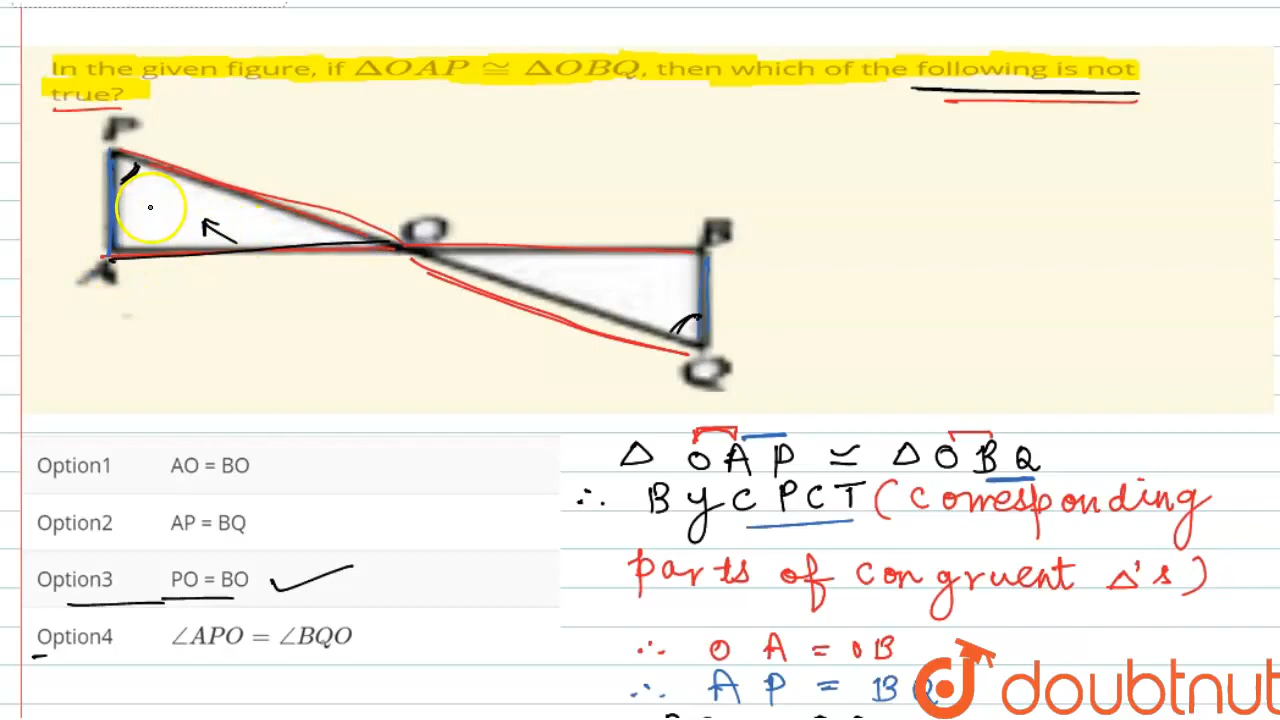 In the given figure, if ΔOAP ≅ ΔOBQ, then which of the following is not
true?
P
O
B
A
Q
Option1 AO = BO
Option2 AP = BQ
Option3 PO = BO
Option4 ∠APO = ∠BQO
Δ OAP ≅ Δ OBQ
∴ By CPCT (Corresponding
parts of congruent Δ's)
∴ OA = OB
∴ AP = BQ
doubtnut